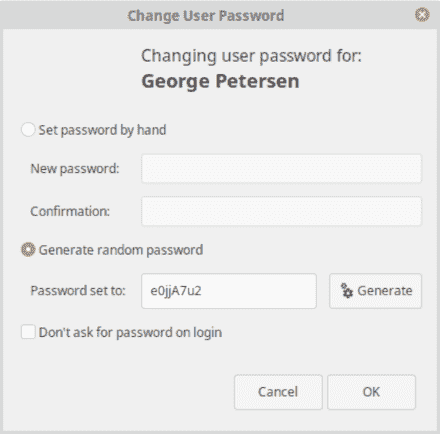 Change User Password
Changing user password for:
George Petersen
Set password by hand
New password:
Confirmation:
Generate random password
Password set to: e0jjA7u2 Generate
Don't ask for password on login
Cancel OK